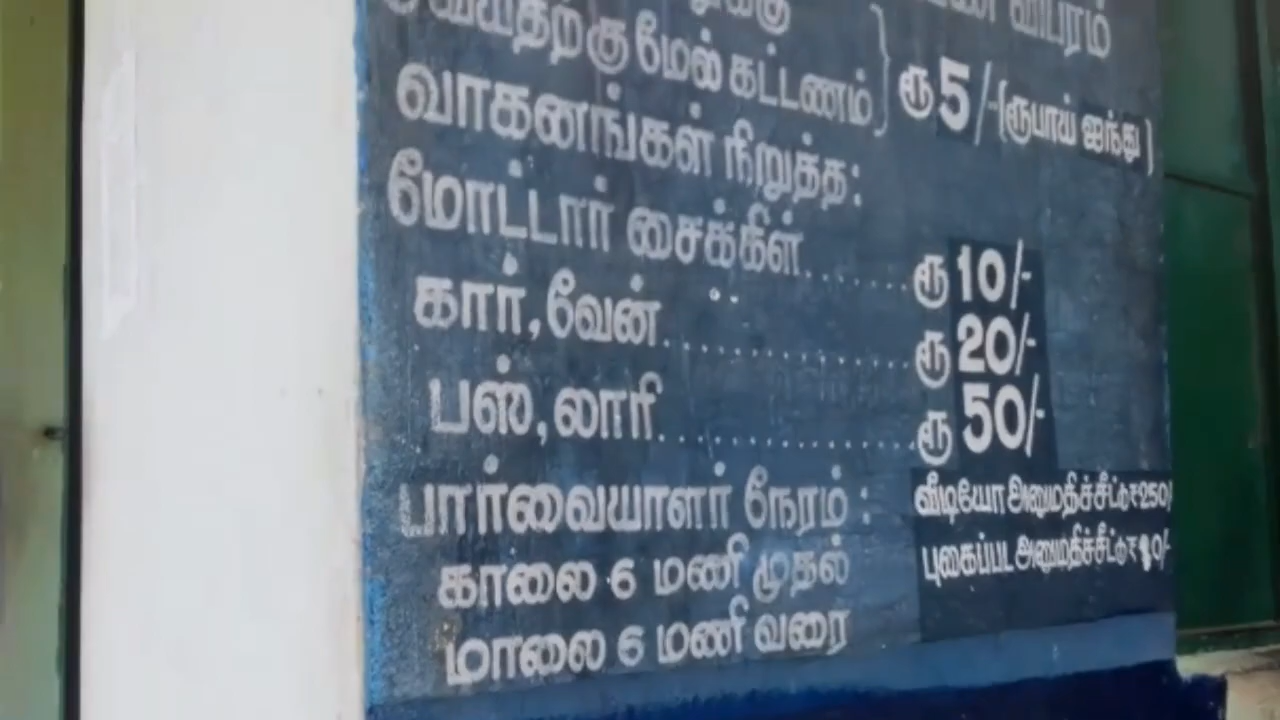 விபரம்
வயதிற்கு மேல் கட்டணம் ரூ 5/-(ரூபாய் ஐந்து)
வாகனங்கள் நிறுத்த:
மோட்டார் சைக்கிள்........ரூ 10/-
கார், வேன்...............ரூ 20/-
பஸ், லாரி...............ரூ 50/-
பார்வையாளர் நேரம் :
காலை 6 மணி முதல்
மாலை 6 மணி வரை
வீடியோ அனுமதிச்சீட்டு ₹250/
புகைப்பட அனுமதிச்சீட்டு